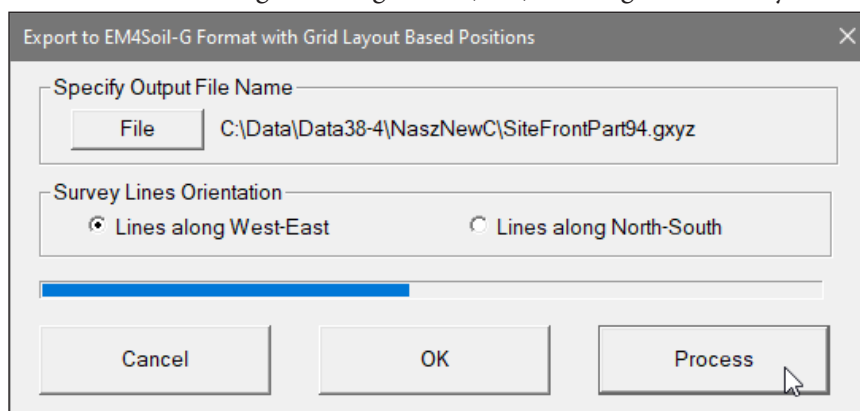 Export to EM4Soil-G Format with Grid Layout Based Positions
Specify Output File Name
File C:\Data\Data38-4\NaszNewC\SiteFrontPart94.gxyz
Survey Lines Orientation
Lines along West-East Lines along North-South
Cancel OK Process